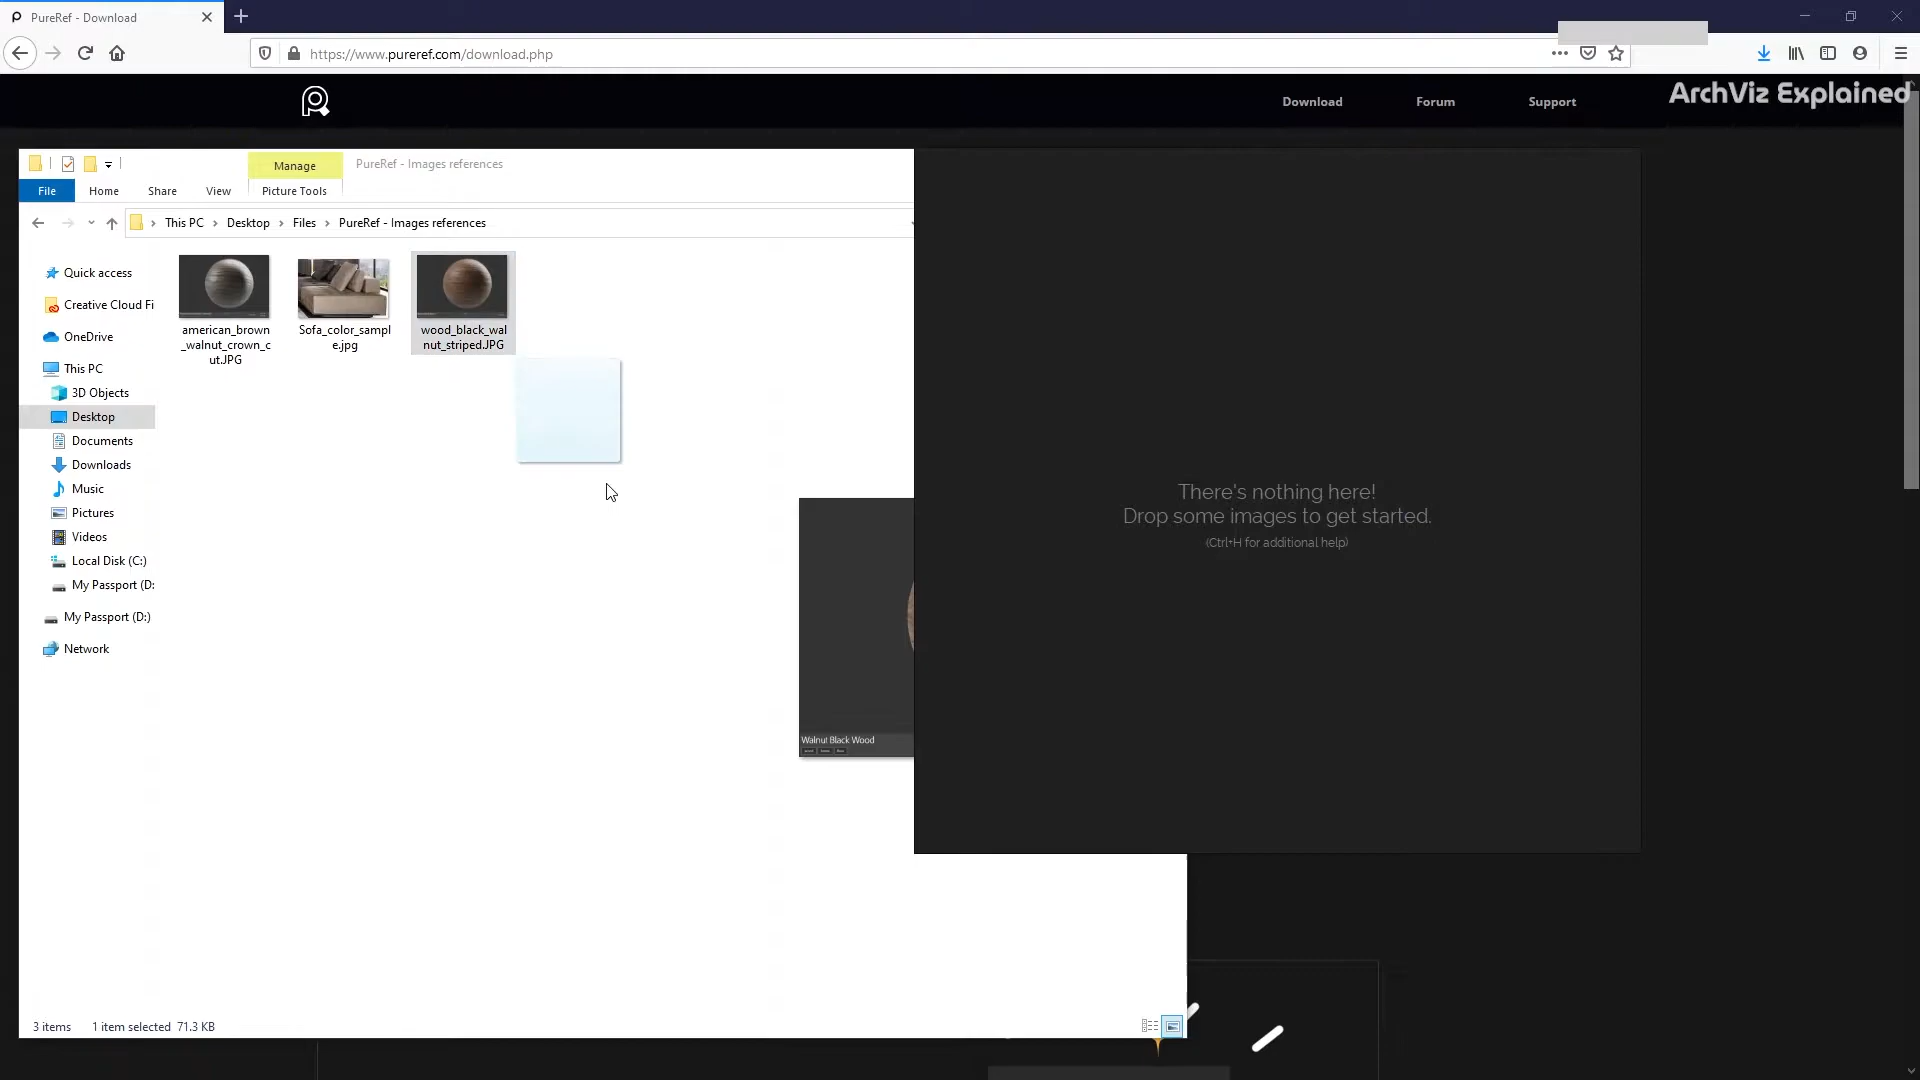 PureRef - Download
https://www.pureref.com/download.php
Download
Forum
Support
ArchViz Explained
Manage
PureRef - Images references
File
Home
Share
View
Picture Tools
This PC
Desktop
Files
PureRef - Images references
Quick access
Creative Cloud Fi
OneDrive
This PC
3D Objects
Desktop
Documents
Downloads
Music
Pictures
Videos
Local Disk (C:)
My Passport (D:
My Passport (D:)
Network
american_brown
_walnut_crown_c
ut.JPG
Sofa_color_sampl
e.jpg
wood_black_wal
nut_striped.JPG
There's nothing here!
Drop some images to get started.
(Ctrl+H for additional help)
Walnut Black Wood
3 items
1 item selected 71.3 KB